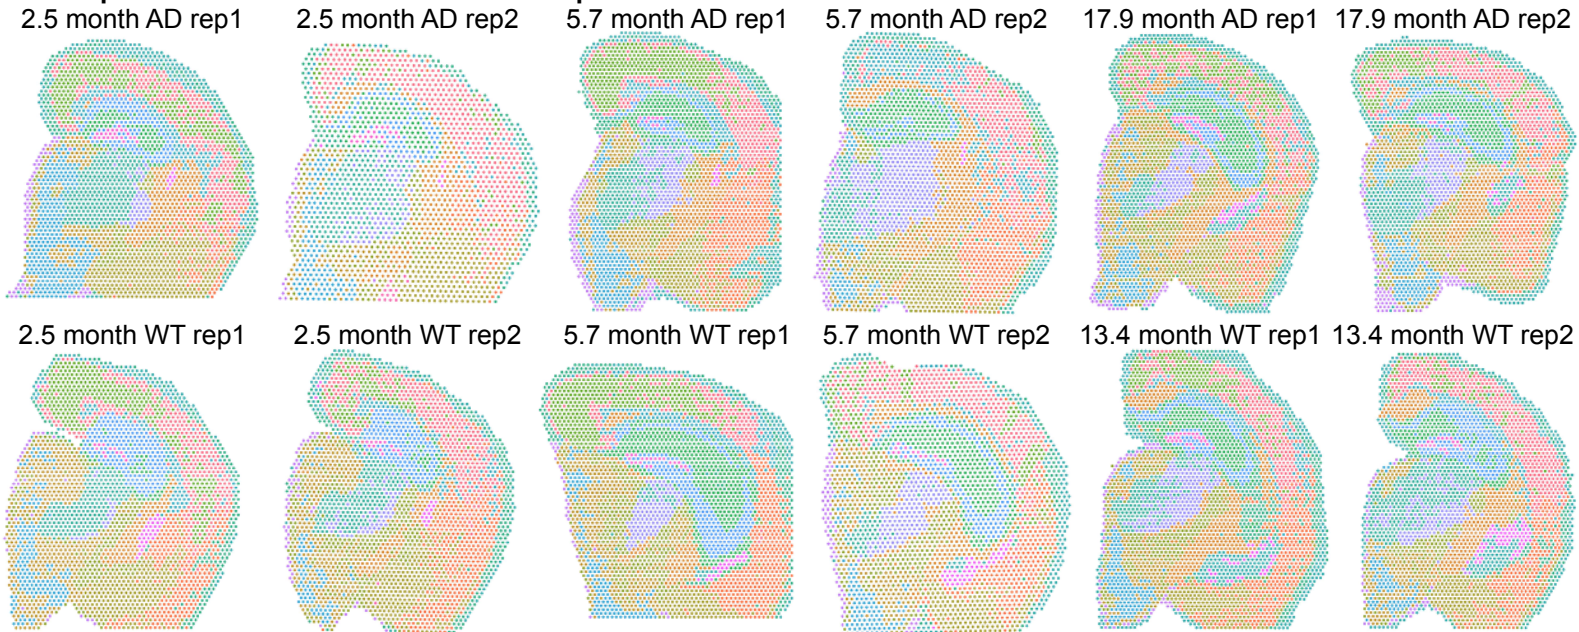 2.5 month AD rep1 2.5 month AD rep2 5.7 month AD rep1 5.7 month AD rep2 17.9 month AD rep1 17.9 month AD rep2
2.5 month WT rep1 2.5 month WT rep2 5.7 month WT rep1 5.7 month WT rep2 13.4 month WT rep1 13.4 month WT rep2